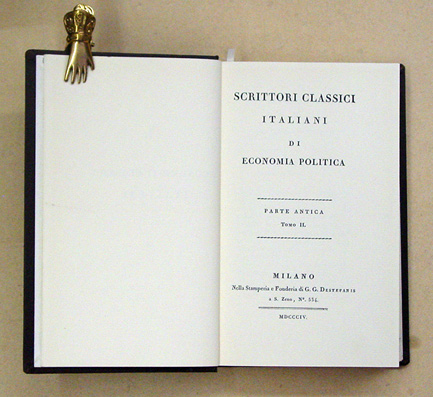 SCRITTORI CLASSICI
ITALIANI
DI
ECONOMIA POLITICA
PARTE ANTICA
TOMO II.
MILANO
Nella Stamperia e Fonderia di G. G. DESTEFANIS
a S. Zeno, N.° 534.
MDCCCIV.